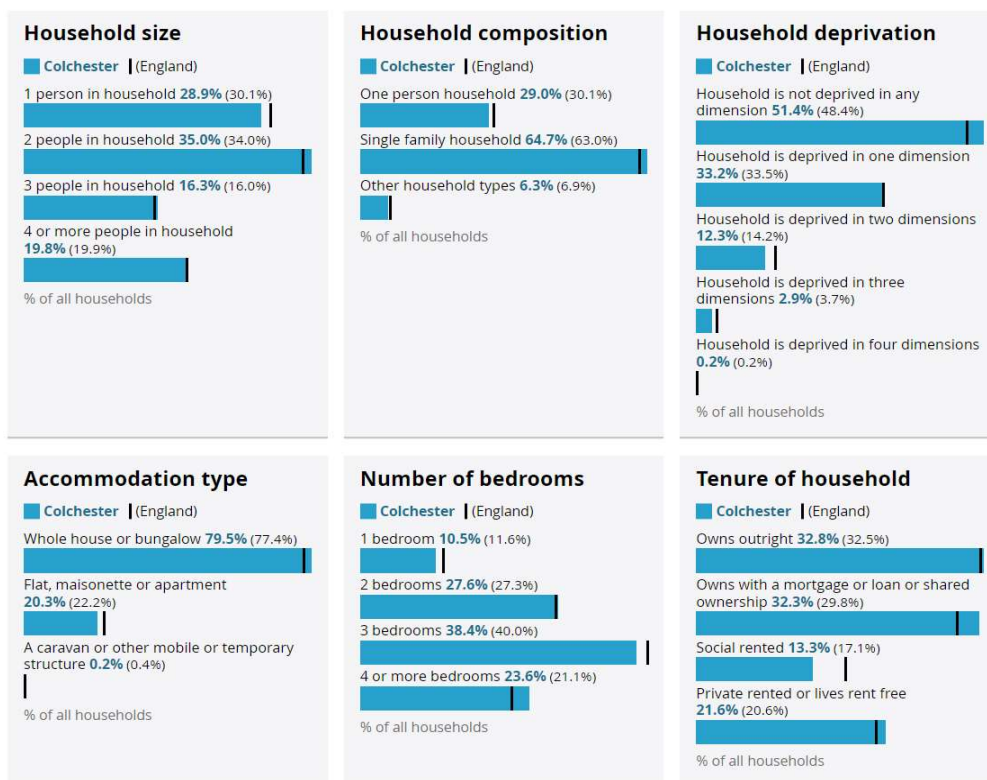 Household size
Colchester (England)
1 person in household 28.9% (30.1%)
2 people in household 35.0% (34.0%)
3 people in household 16.3% (16.0%)
4 or more people in household
19.8% (19.9%)
% of all households
Household composition
Colchester (England)
One person household 29.0% (30.1%)
Single family household 64.7% (63.0%)
Other household types 6.3% (6.9%)
% of all households
Household deprivation
Colchester (England)
Household is not deprived in any
dimension 51.4% (48.4%)
Household is deprived in one dimension
33.2% (33.5%)
Household is deprived in two dimensions
12.3% (14.2%)
Household is deprived in three
dimensions 2.9% (3.7%)
Household is deprived in four dimensions
0.2% (0.2%)
% of all households
Accommodation type
Colchester (England)
Whole house or bungalow 79.5% (77.4%)
Flat, maisonette or apartment
20.3% (22.2%)
A caravan or other mobile or temporary
structure 0.2% (0.4%)
% of all households
Number of bedrooms
Colchester (England)
1 bedroom 10.5% (11.6%)
2 bedrooms 27.6% (27.3%)
3 bedrooms 38.4% (40.0%)
4 or more bedrooms 23.6% (21.1%)
% of all households
Tenure of household
Colchester (England)
Owns outright 32.8% (32.5%)
Owns with a mortgage or loan or shared
ownership 32.3% (29.8%)
Social rented 13.3% (17.1%)
Private rented or lives rent free
21.6% (20.6%)
% of all households